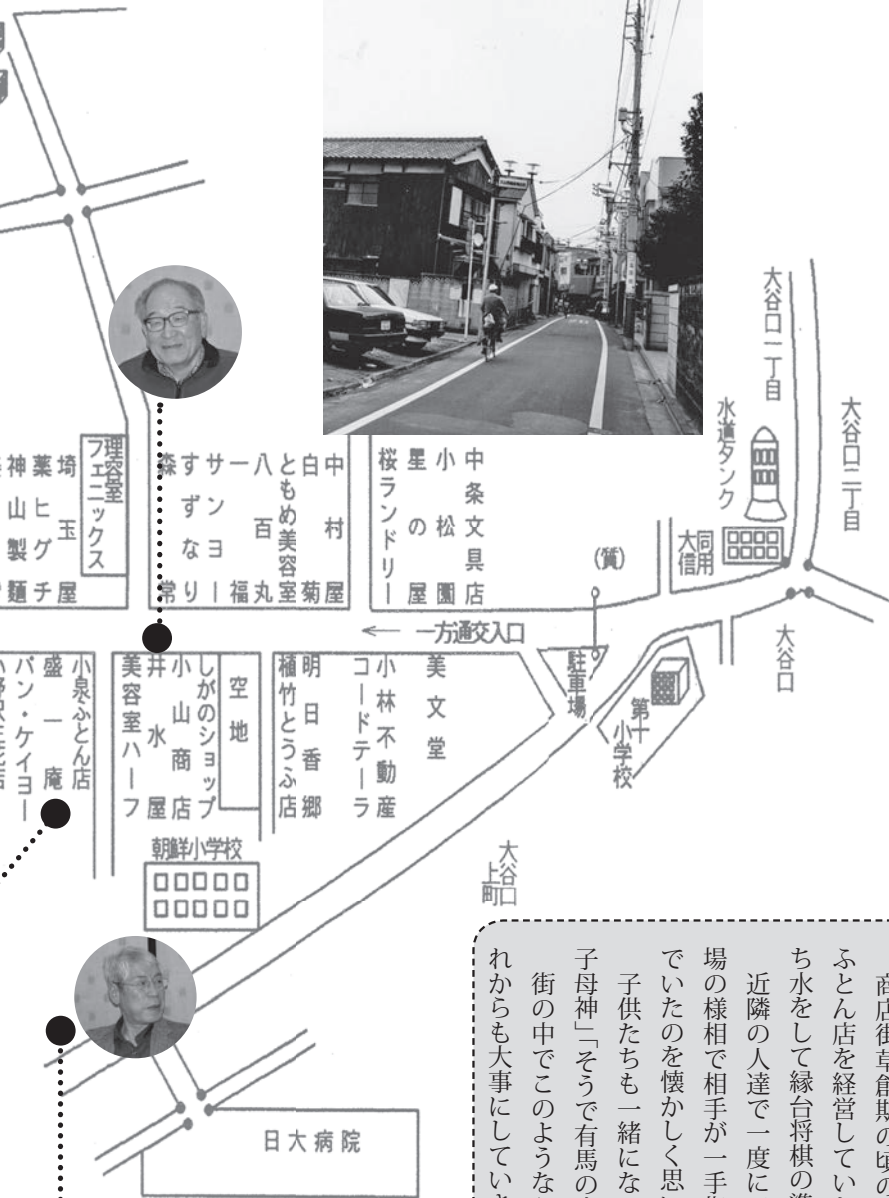 大谷口二丁目
大谷口一丁目
水道タンク
同用
大信
(質)
中条文具店
小松園
星の屋
桜ランドリー
中村屋
白菊
ともめ美容室
八百丸
一福
サンヨー
すずなり
森常
理容室
フェニックス
埼玉屋
薬ヒグチ
神山製麺
← 一方通交入口
大谷口
第十
小学校
駐車場
美文堂
小林不動産
コードテーラ
明日香郷
植竹とうふ店
空地
しがのショップ
小山商店
井水屋
美容室ハーフ
小泉ふとん店
盛一庵
パン・ケイヨー
朝鮮小学校
大谷口
上町
日大病院
商店街草創期の頃の
ふとん店を経営してい
ち水をして縁台将棋の準
近隣の人達で一度に
場の様相で相手が一手
でいたのを懐かしく思
子供たちも一緒にな
子母神」「そうで有馬の
街の中でこのような
れからも大事にしてい